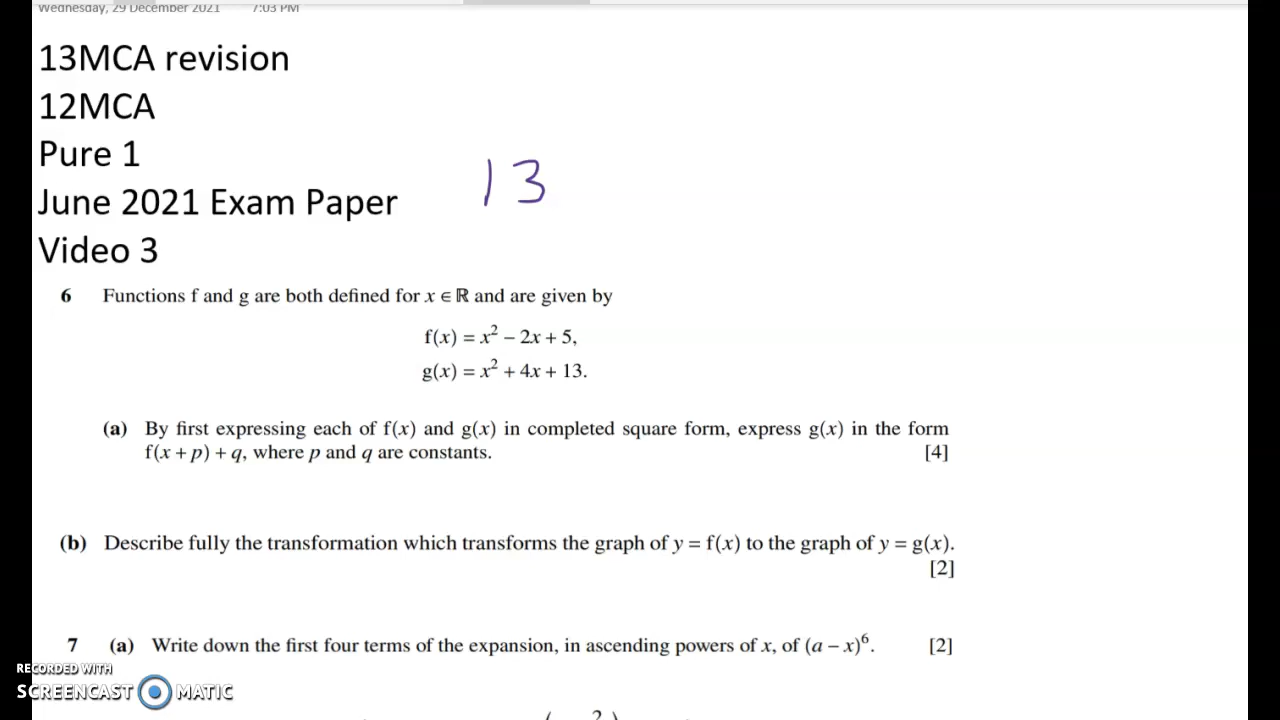 Wednesday, 29 December 2021 7:03 PM
13MCA revision
12MCA
Pure 1
June 2021 Exam Paper
13
Video 3
6 Functions f and g are both defined for x ∈ ℝ and are given by
f(x) = x² − 2x + 5,
g(x) = x² + 4x + 13.
(a) By first expressing each of f(x) and g(x) in completed square form, express g(x) in the form
f(x + p) + q, where p and q are constants. [4]
(b) Describe fully the transformation which transforms the graph of y = f(x) to the graph of y = g(x).
[2]
7 (a) Write down the first four terms of the expansion, in ascending powers of x, of (a − x)⁶. [2]
RECORDED WITH
SCREENCAST MATIC